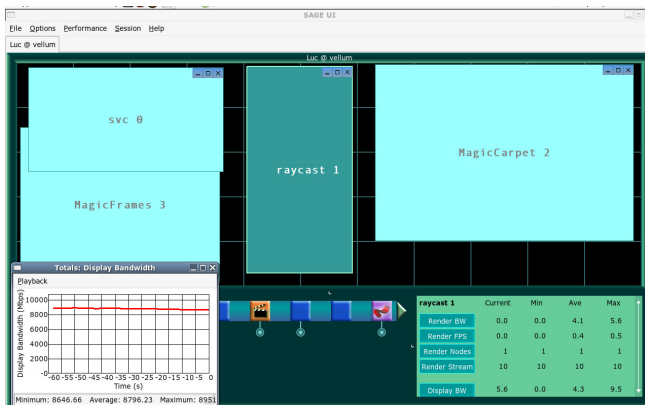 SAGE UI
File Options Performance Session Help
Luc @ vellum
Luc @ vellum
svc 0
raycast 1
MagicCarpet 2
MagicFrames 3
Totals: Display Bandwidth
Playback
Display Bandwidth (Mbps)
10000
8000
6000
4000
2000
0
-60 -55 -50 -45 -40 -35 -30 -25 -20 -15 -10 -5 0
Time (s)
Minimum: 8646.66 Average: 8796.23 Maximum: 8951
raycast 1 Current Min Ave Max
Render BW 0.0 0.0 4.1 5.6
Render FPS 0.0 0.0 0.4 0.5
Render Nodes 1 1 1 1
Render Stream 10 10 10 10
Display BW 5.6 0.0 4.3 9.5